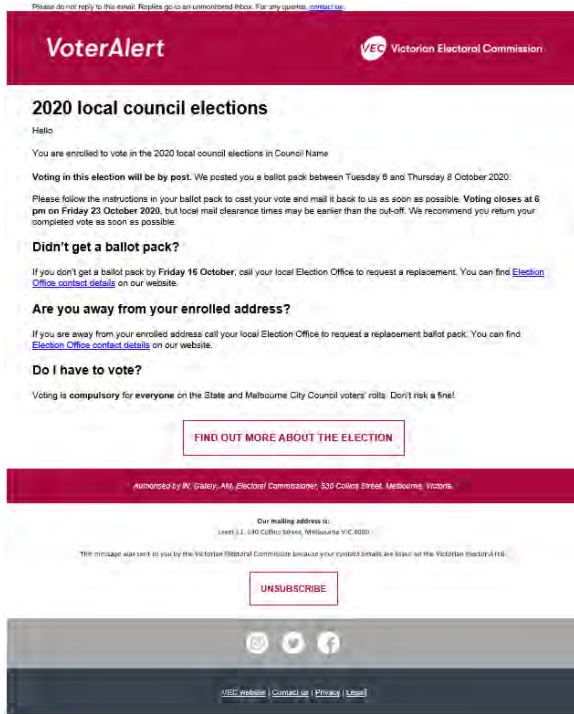 Please do not reply to this email. Replies go to an unmonitored inbox. For any queries, contact us.
VoterAlert
VEC Victorian Electoral Commission
2020 local council elections
Hello
You are enrolled to vote in the 2020 local council elections in Council Name
Voting in this election will be by post. We posted you a ballot pack between Tuesday 6 and Thursday 8 October 2020.
Please follow the instructions in your ballot pack to cast your vote and mail it back to us as soon as possible. Voting closes at 6
pm on Friday 23 October 2020, but local mail clearance times may be earlier than the cut-off. We recommend you return your
completed vote as soon as possible.
Didn't get a ballot pack?
If you don't get a ballot pack by Friday 16 October, call your local Election Office to request a replacement. You can find Election
Office contact details on our website.
Are you away from your enrolled address?
If you are away from your enrolled address call your local Election Office to request a replacement ballot pack. You can find
Election Office contact details on our website.
Do I have to vote?
Voting is compulsory for everyone on the State and Melbourne City Council voters' rolls. Don't risk a fine!
FIND OUT MORE ABOUT THE ELECTION
Authorised by W. Gately, AM, Electoral Commissioner, 530 Collins Street, Melbourne, Victoria.
Our mailing address is:
Level 11, 530 Collins Street, Melbourne VIC 3000
This message was sent to you by the Victorian Electoral Commission because your contact details are listed on the Victorian electoral roll.
UNSUBSCRIBE
VEC website | Contact us | Privacy | Legal